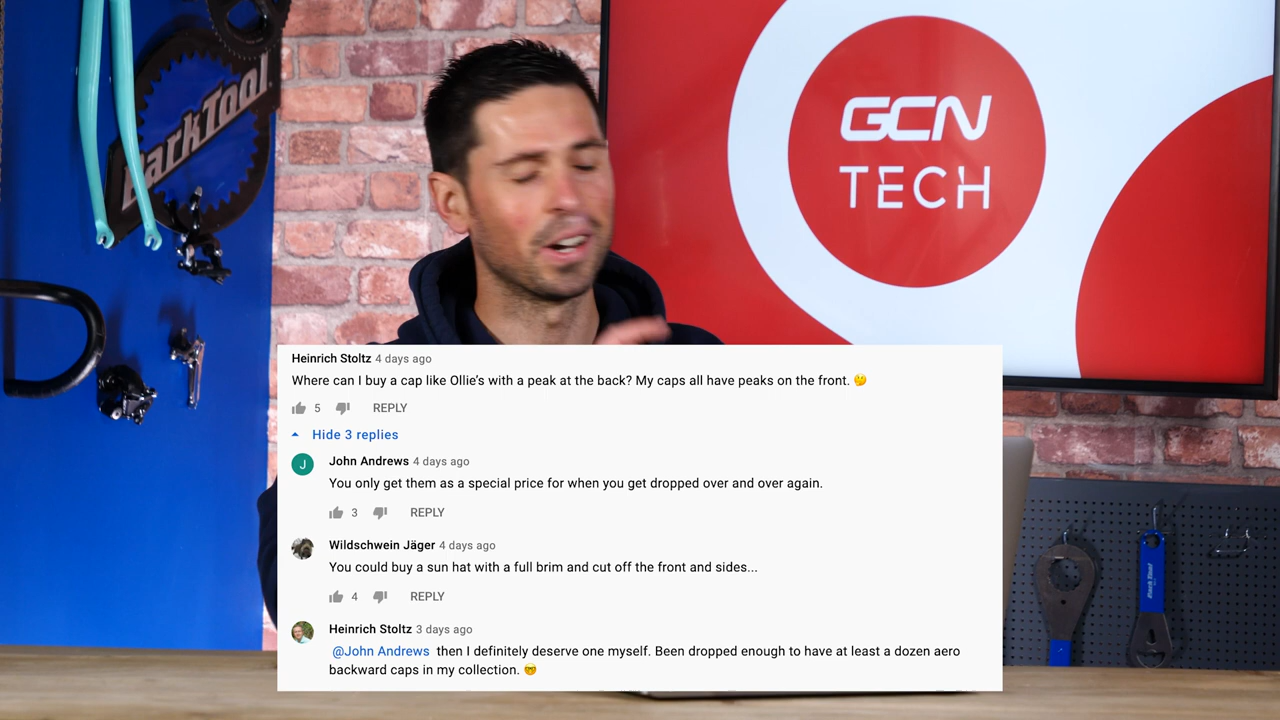 ParkTool
GCN
TECH
Heinrich Stoltz 4 days ago
Where can I buy a cap like Ollie's with a peak at the back? My caps all have peaks on the front. 🤔
5 REPLY
Hide 3 replies
J
John Andrews 4 days ago
You only get them as a special price for when you get dropped over and over again.
3 REPLY
Wildschwein Jäger 4 days ago
You could buy a sun hat with a full brim and cut off the front and sides...
4 REPLY
Heinrich Stoltz 3 days ago
@John Andrews then I definitely deserve one myself. Been dropped enough to have at least a dozen aero
backward caps in my collection. 🤓
Park Tool